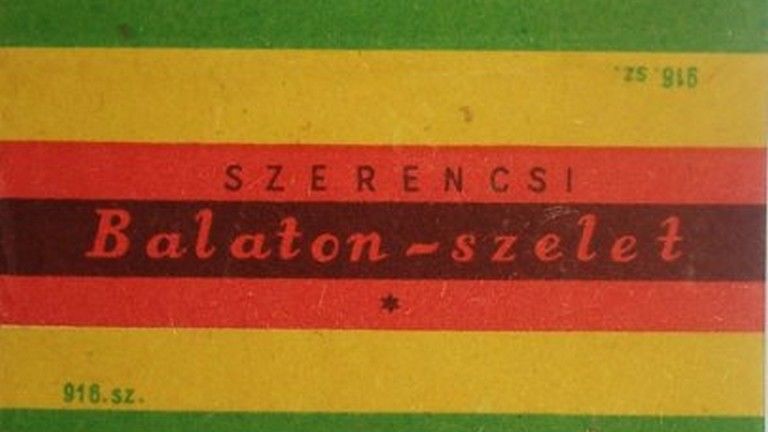 916. sz.
SZERENCSI
Balaton-szelet
*
916.sz.